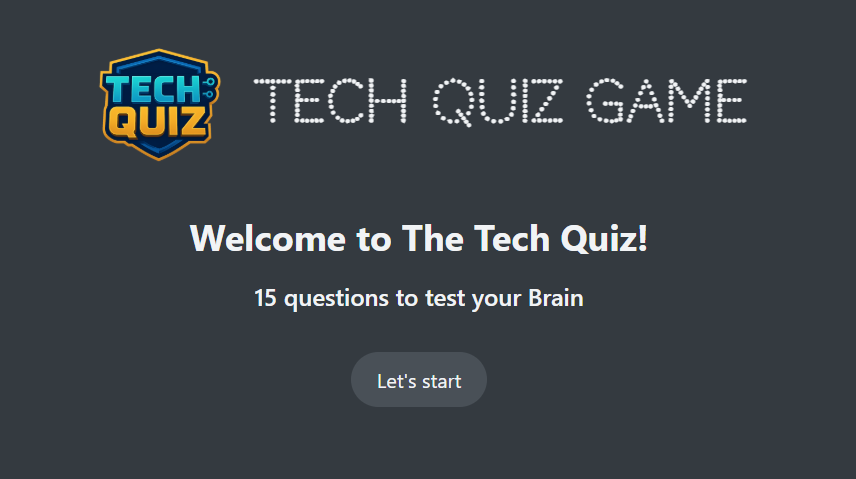 TECH
QUIZ
TECH QUIZ GAME
Welcome to The Tech Quiz!
15 questions to test your Brain
Let's start